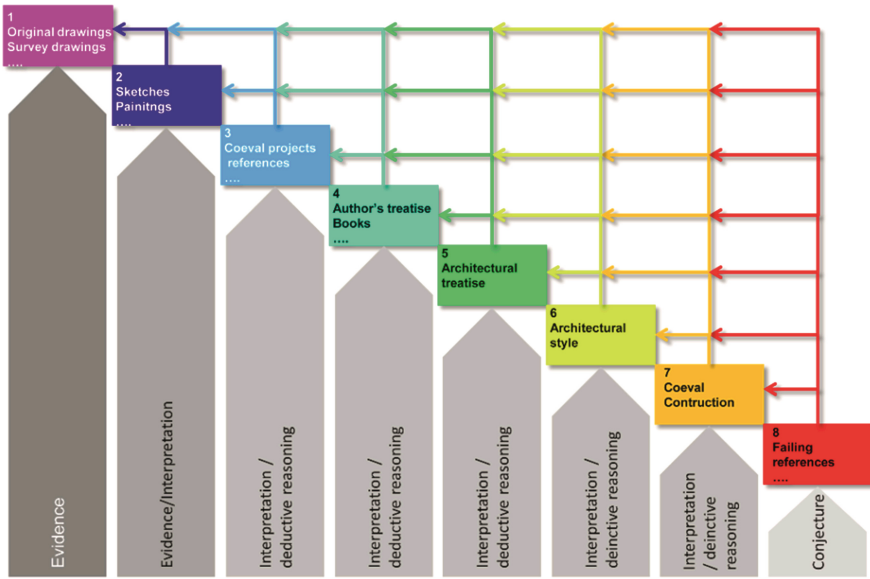 1
Original drawings
Survey drawings
....
2
Sketches
Painitngs
....
3
Coeval projects
references
....
4
Author's treatise
Books
....
5
Architectural
treatise
6
Architectural
style
7
Coeval
Contruction
8
Failing
references
....
Evidence
Evidence/Interpretation
Interpretation /
deductive reasoning
Interpretation /
deductive reasoning
Interpretation /
deductive reasoning
Interpretation /
deinctive reasoning
Interpretation
/ deinctive
reasoning
Conjecture